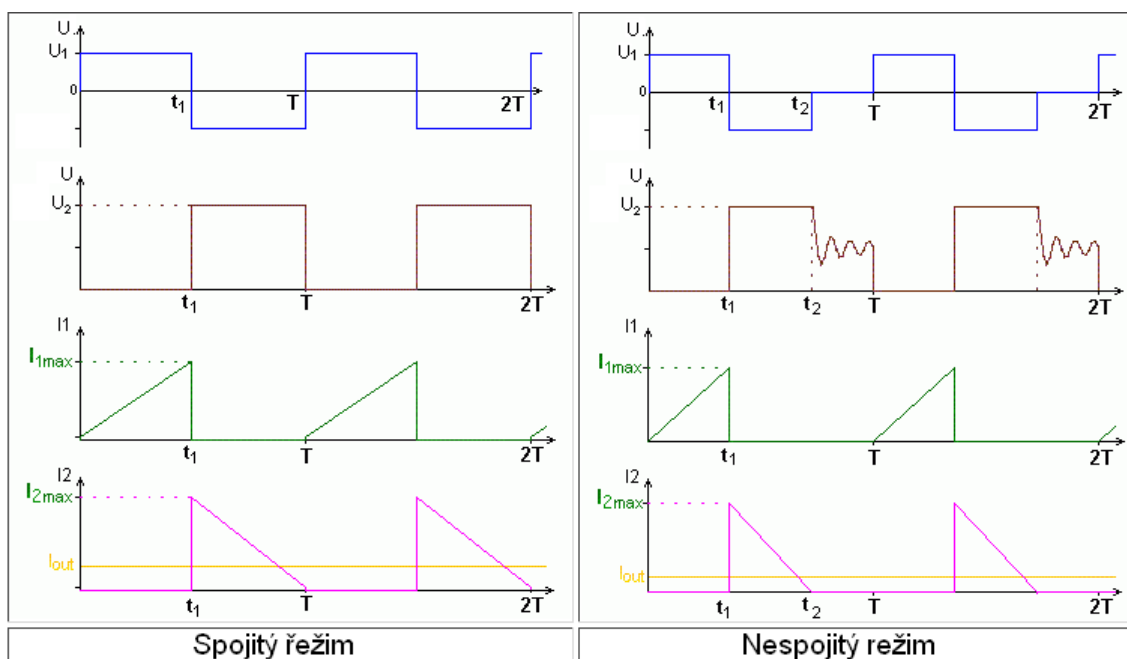 U.
U1
0
t1
T
2T
U
U2
t1
T
2T
I1
I1max
t1
T
2T
I2
I2max
Iout
t1
T
2T
Spojitý řežim
U.
U1
0
t1
t2
T
2T
U
U2
t1
t2
T
2T
I1
I1max
t1
T
2T
I2
I2max
Iout
t1
t2
T
2T
Nespojitý režim